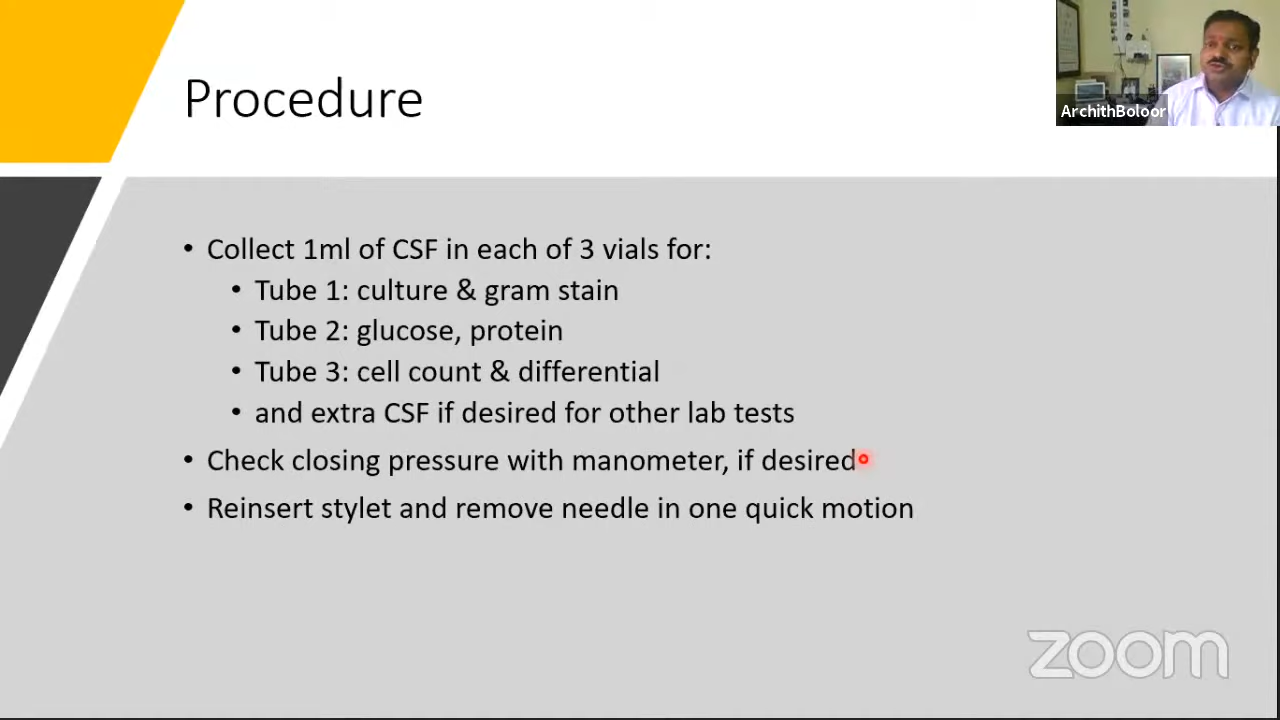 Procedure
ArchithBoloor
• Collect 1ml of CSF in each of 3 vials for:
• Tube 1: culture & gram stain
• Tube 2: glucose, protein
• Tube 3: cell count & differential
• and extra CSF if desired for other lab tests
• Check closing pressure with manometer, if desired
• Reinsert stylet and remove needle in one quick motion
zoom